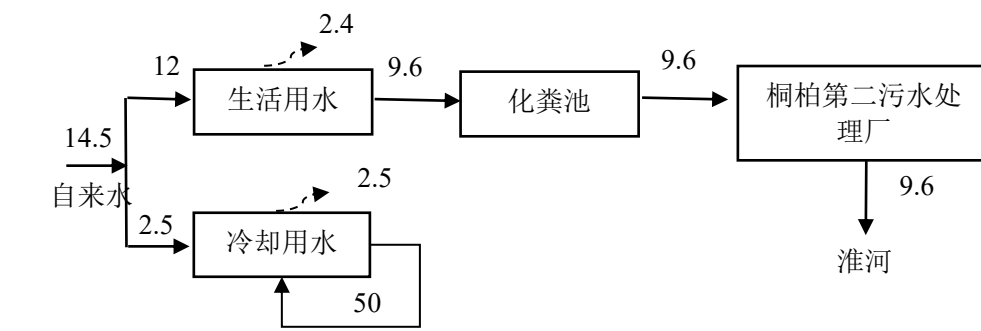 2.4
12
9.6
9.6
生活用水
化粪池
桐柏第二污水处
理厂
14.5
自来水
2.5
9.6
2.5
冷却用水
淮河
50